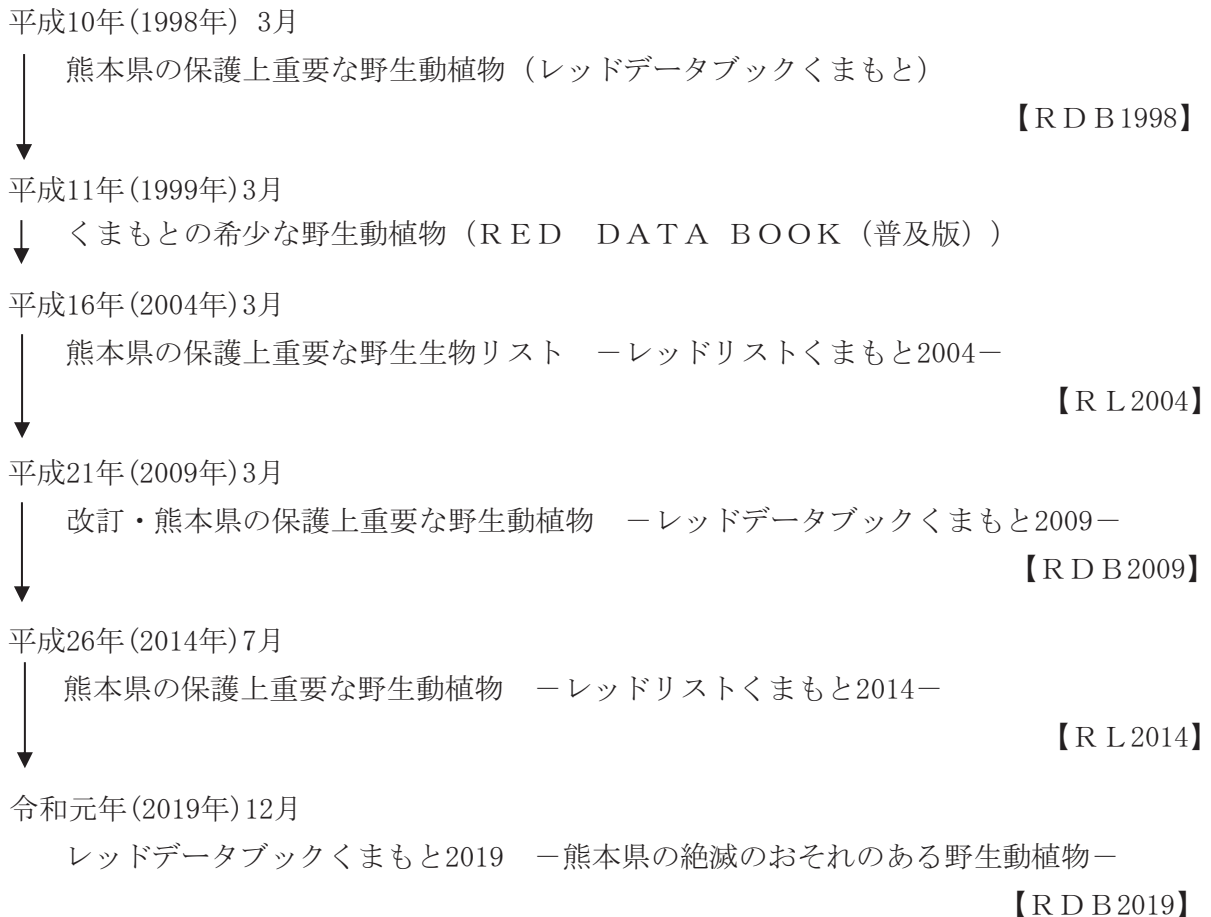 平成10年(1998年) 3月
熊本県の保護上重要な野生動植物（レッドデータブックくまもと）
【ＲＤＢ1998】
平成11年(1999年)3月
くまもとの希少な野生動植物（ＲＥＤ　ＤＡＴＡ ＢＯＯＫ（普及版））
平成16年(2004年)3月
熊本県の保護上重要な野生生物リスト　－レッドリストくまもと2004－
【ＲＬ2004】
平成21年(2009年)3月
改訂・熊本県の保護上重要な野生動植物　－レッドデータブックくまもと2009－
【ＲＤＢ2009】
平成26年(2014年)7月
熊本県の保護上重要な野生動植物　－レッドリストくまもと2014－
【ＲＬ2014】
令和元年(2019年)12月
レッドデータブックくまもと2019　－熊本県の絶滅のおそれのある野生動植物－
【ＲＤＢ2019】